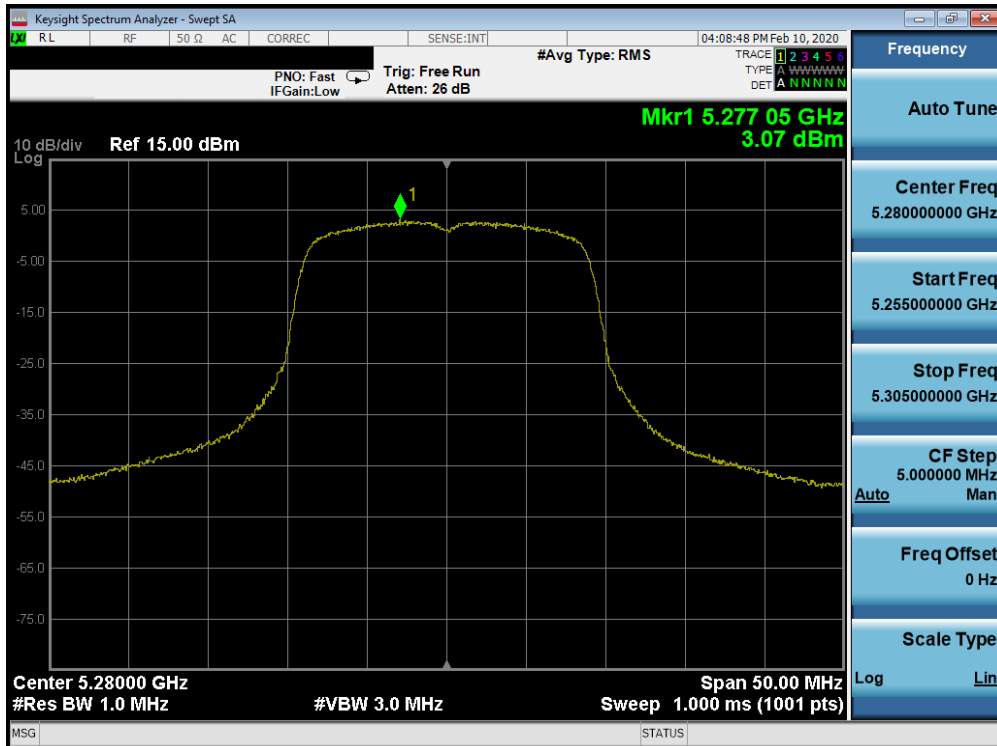 Keysight Spectrum Analyzer - Swept SA
LXI RL RF 50 Ω AC CORREC SENSE:INT 04:08:48 PM Feb 10, 2020
#Avg Type: RMS TRACE 1 2 3 4 5 6
PNO: Fast Trig: Free Run TYPE A WWWWW
IFGain:Low Atten: 26 dB DET A N N N N N
Mkr1 5.277 05 GHz
3.07 dBm
10 dB/div Ref 15.00 dBm
Log
1
5.00
-5.00
-15.0
-25.0
-35.0
-45.0
-55.0
-65.0
-75.0
Center 5.28000 GHz Span 50.00 MHz
#Res BW 1.0 MHz #VBW 3.0 MHz Sweep 1.000 ms (1001 pts)
MSG STATUS
Frequency
Auto Tune
Center Freq
5.280000000 GHz
Start Freq
5.255000000 GHz
Stop Freq
5.305000000 GHz
CF Step
5.000000 MHz
Auto Man
Freq Offset
0 Hz
Scale Type
Log Lin